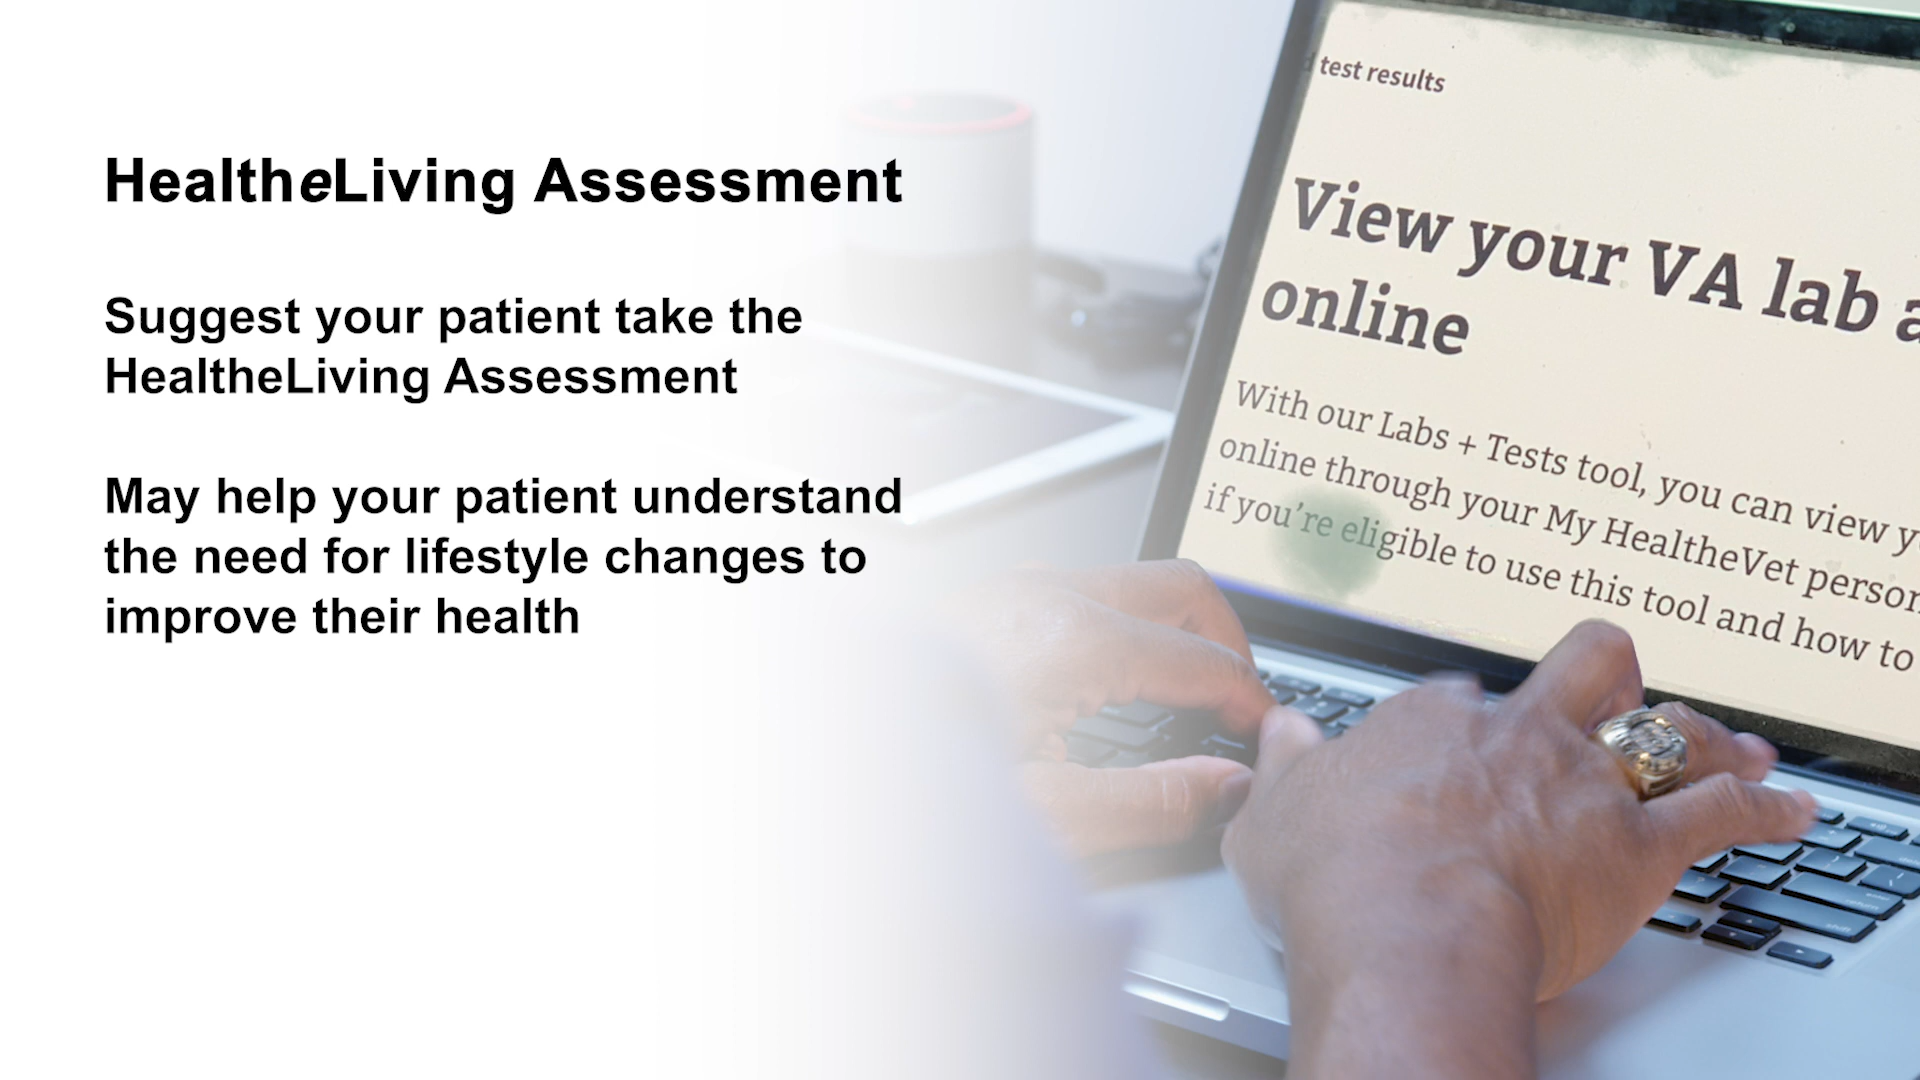 HealtheLiving Assessment
Suggest your patient take the
HealtheLiving Assessment
May help your patient understand
the need for lifestyle changes to
improve their health
test results
View your VA lab
online
With our Labs + Tests tool, you can view
online through your My HealtheVet
if you're eligible to use this tool and how to